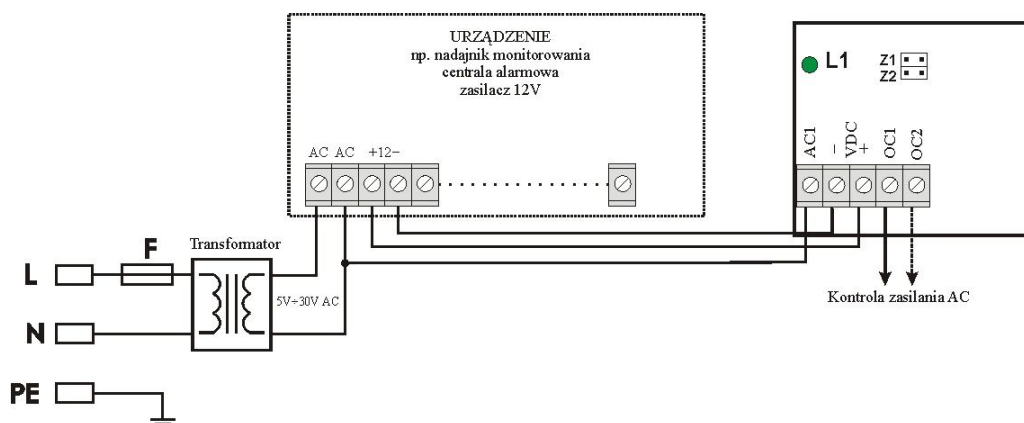 URZĄDZENIE
np. nadajnik monitorowania
centrala alarmowa
zasilacz 12V
AC AC +12−
L1
Z1
Z2
AC1
−
VDC
+
OC1
OC2
Kontrola zasilania AC
F
Transformator
L
5V÷30V AC
N
PE